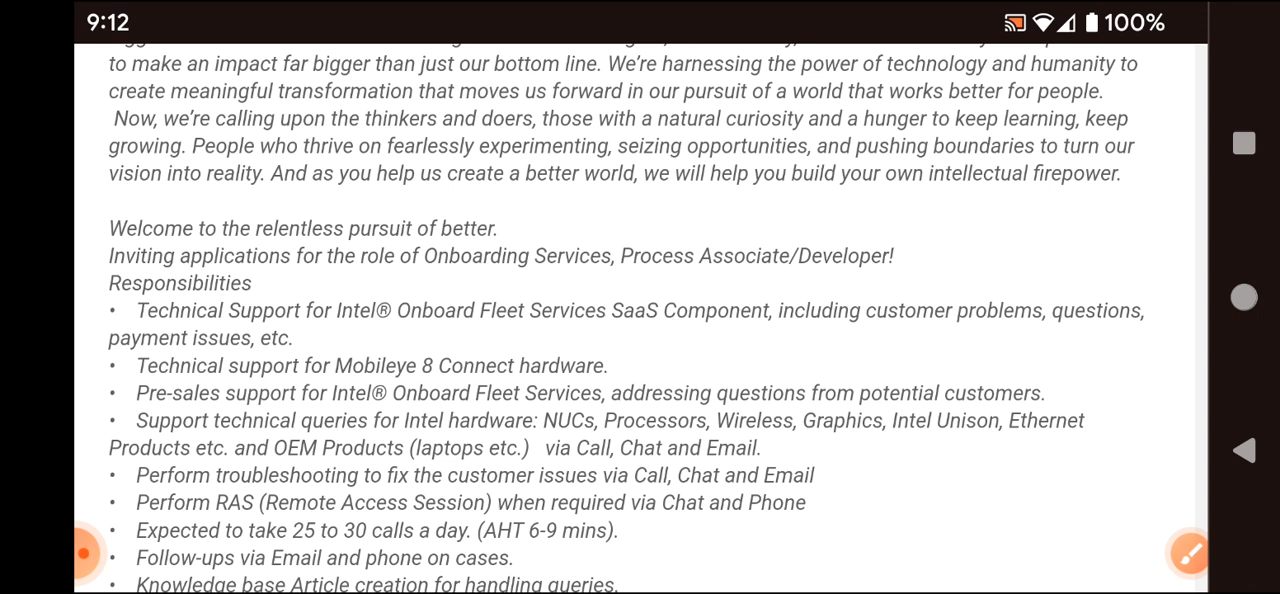 9:12
100%
to make an impact far bigger than just our bottom line. We're harnessing the power of technology and humanity to
create meaningful transformation that moves us forward in our pursuit of a world that works better for people.
Now, we're calling upon the thinkers and doers, those with a natural curiosity and a hunger to keep learning, keep
growing. People who thrive on fearlessly experimenting, seizing opportunities, and pushing boundaries to turn our
vision into reality. And as you help us create a better world, we will help you build your own intellectual firepower.
Welcome to the relentless pursuit of better.
Inviting applications for the role of Onboarding Services, Process Associate/Developer!
Responsibilities
• Technical Support for Intel® Onboard Fleet Services SaaS Component, including customer problems, questions,
payment issues, etc.
• Technical support for Mobileye 8 Connect hardware.
• Pre-sales support for Intel® Onboard Fleet Services, addressing questions from potential customers.
• Support technical queries for Intel hardware: NUCs, Processors, Wireless, Graphics, Intel Unison, Ethernet
Products etc. and OEM Products (laptops etc.) via Call, Chat and Email.
• Perform troubleshooting to fix the customer issues via Call, Chat and Email
• Perform RAS (Remote Access Session) when required via Chat and Phone
• Expected to take 25 to 30 calls a day. (AHT 6-9 mins).
• Follow-ups via Email and phone on cases.
• Knowledge base Article creation for handling queries.